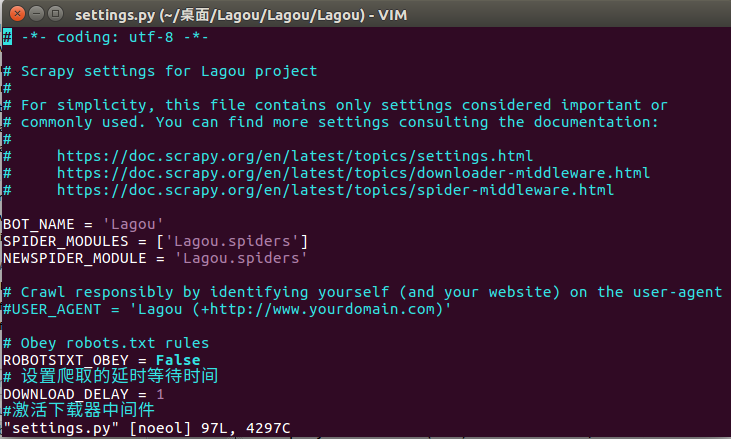 settings.py (~/桌面/Lagou/Lagou/Lagou) - VIM
# -*- coding: utf-8 -*-
# Scrapy settings for Lagou project
#
# For simplicity, this file contains only settings considered important or
# commonly used. You can find more settings consulting the documentation:
#
#     https://doc.scrapy.org/en/latest/topics/settings.html
#     https://doc.scrapy.org/en/latest/topics/downloader-middleware.html
#     https://doc.scrapy.org/en/latest/topics/spider-middleware.html
BOT_NAME = 'Lagou'
SPIDER_MODULES = ['Lagou.spiders']
NEWSPIDER_MODULE = 'Lagou.spiders'
# Crawl responsibly by identifying yourself (and your website) on the user-agent
#USER_AGENT = 'Lagou (+http://www.yourdomain.com)'
# Obey robots.txt rules
ROBOTSTXT_OBEY = False
# 设置爬取的延时等待时间
DOWNLOAD_DELAY = 1
#激活下载器中间件
"settings.py" [noeol] 97L, 4297C